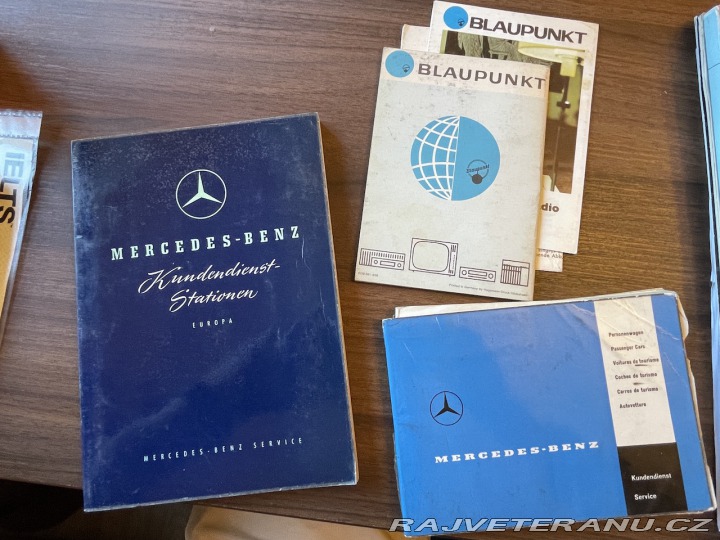 BLAUPUNKT
dio
BLAUPUNKT
Blaupunkt
MERCEDES-BENZ
Kundendienst-
Stationen
EUROPA
MERCEDES-BENZ SERVICE
Personenwagen
Passenger Cars
Voitures de tourisme
Coches de turismo
Carros de turismo
Autovetture
MERCEDES-BENZ
Kundendienst
Service
RAJVETERANU.CZ